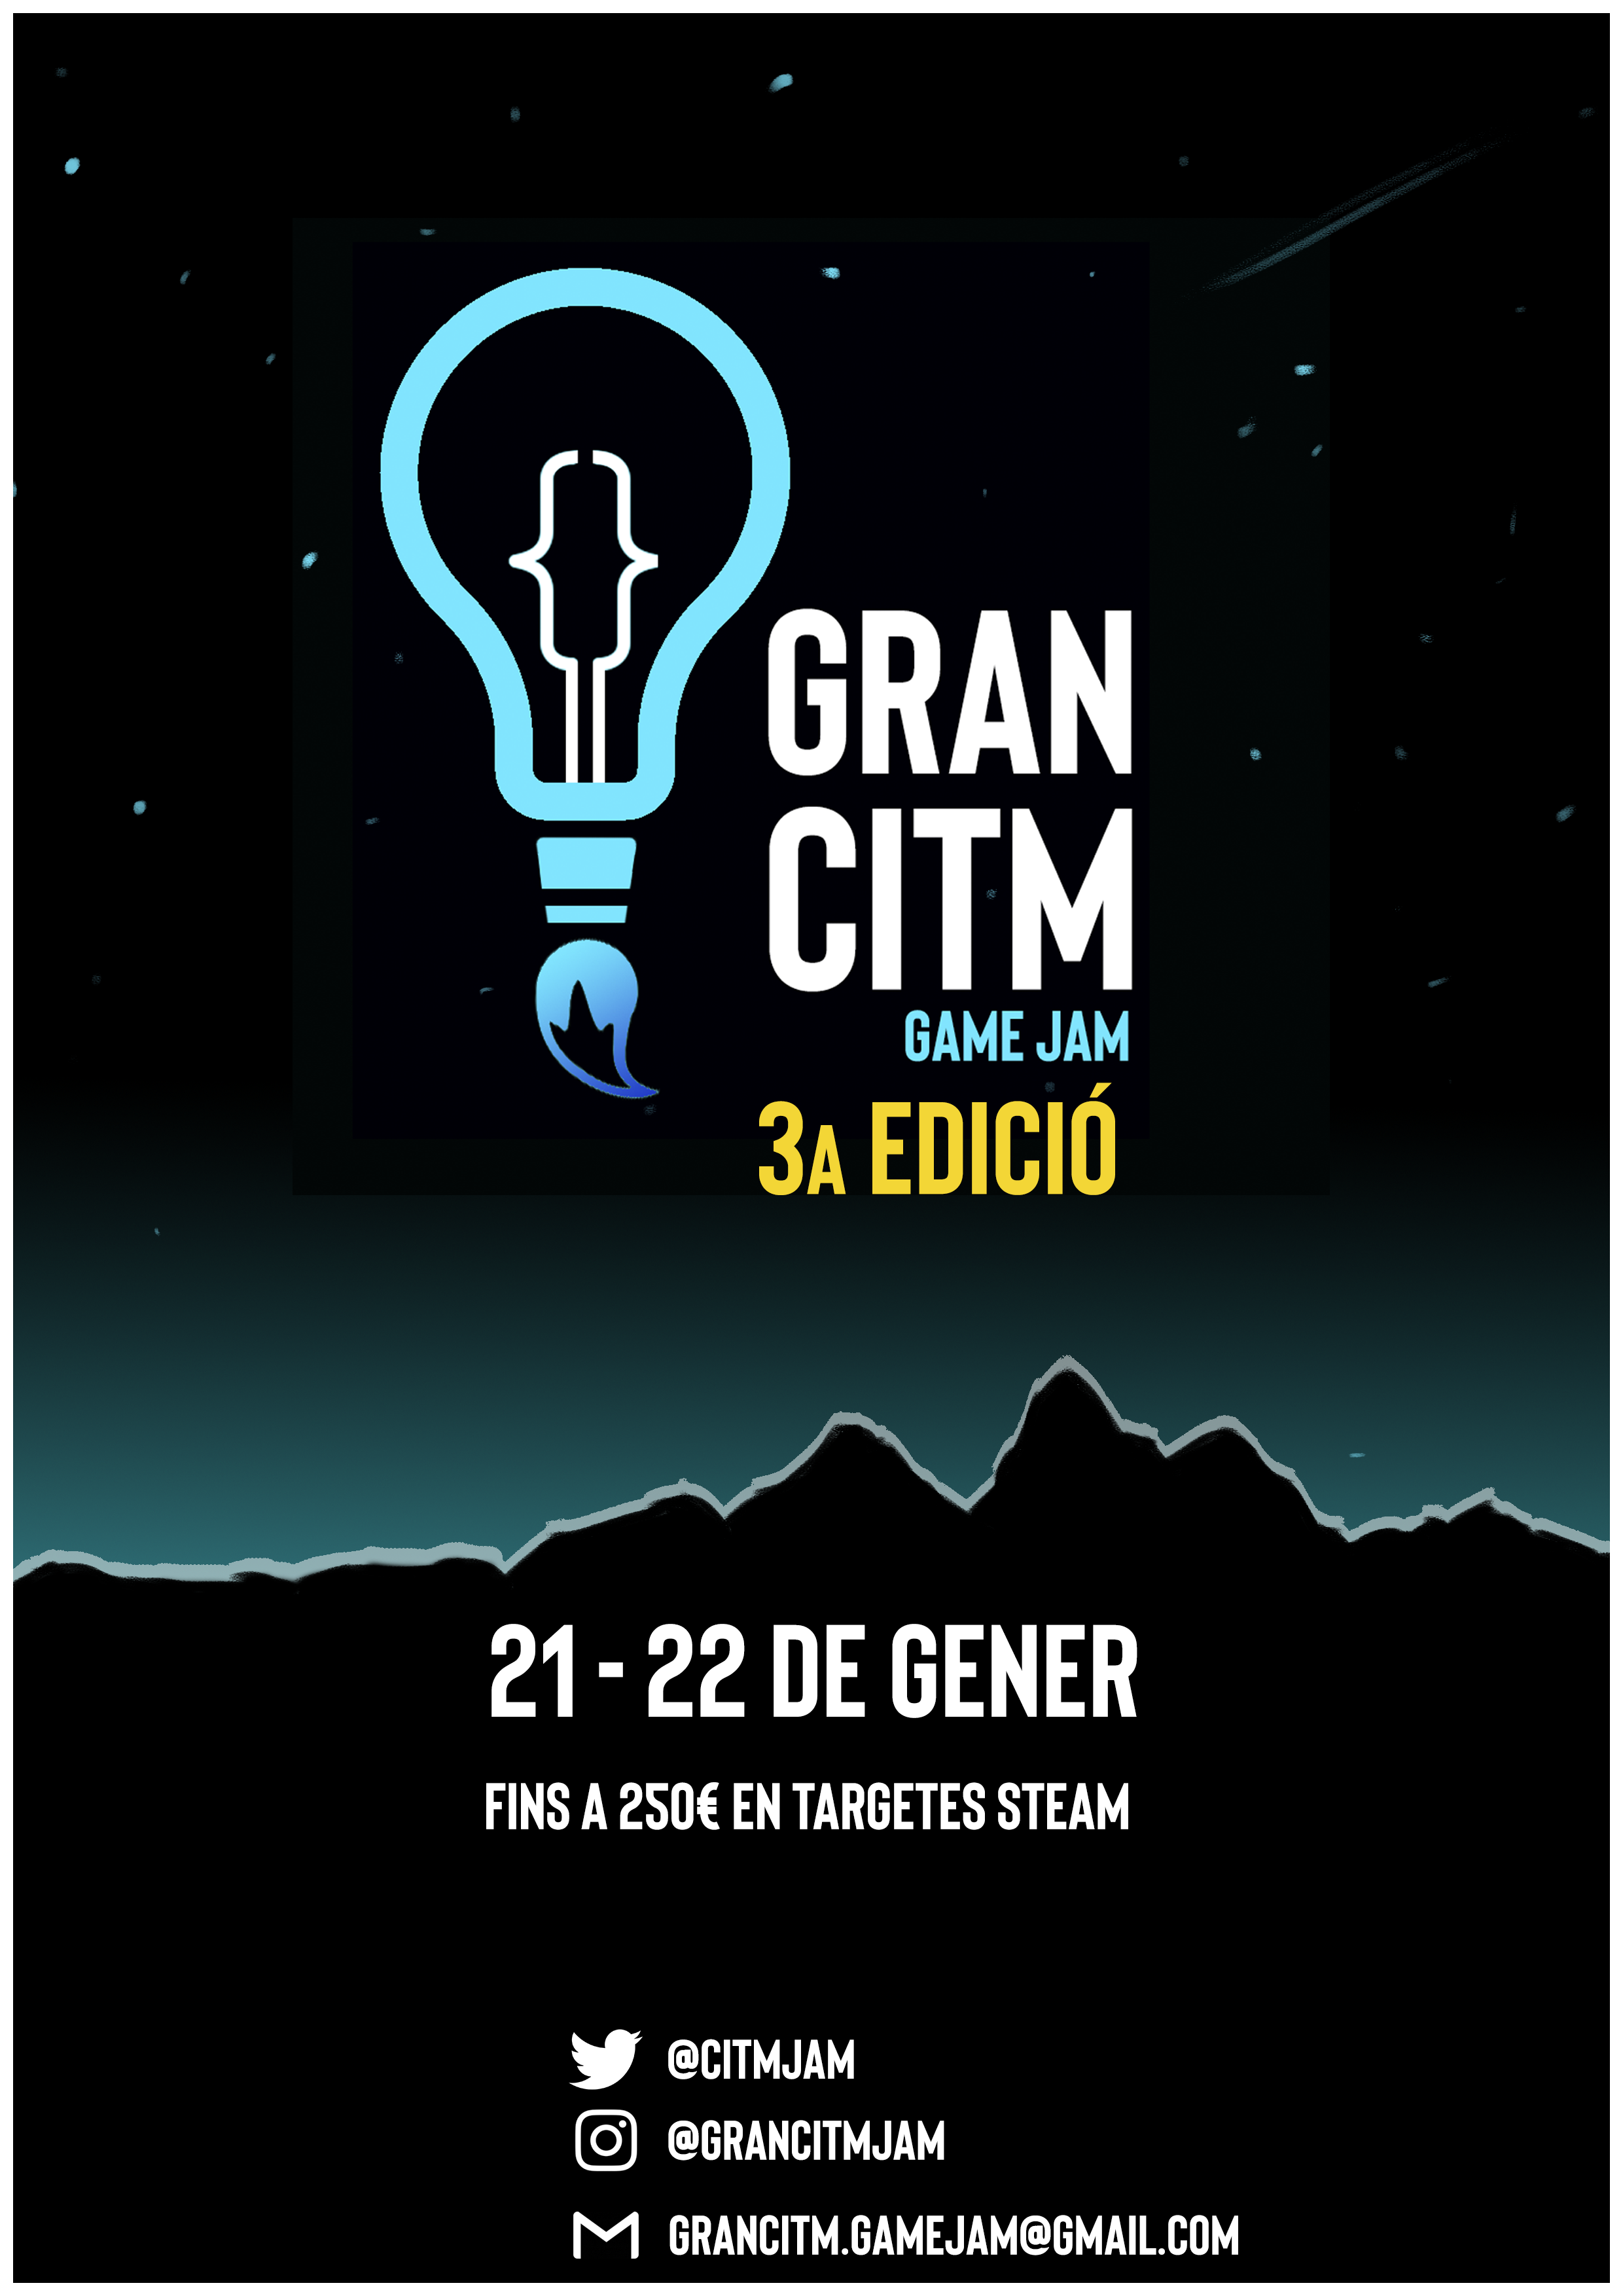 GRAN
CITM
GAME JAM
3A EDICIÓ
21 - 22 DE GENER
FINS A 250€ EN TARGETES STEAM
@CITMJAM
@GRANCITMJAM
GRANCITM.GAMEJAM@GMAIL.COM